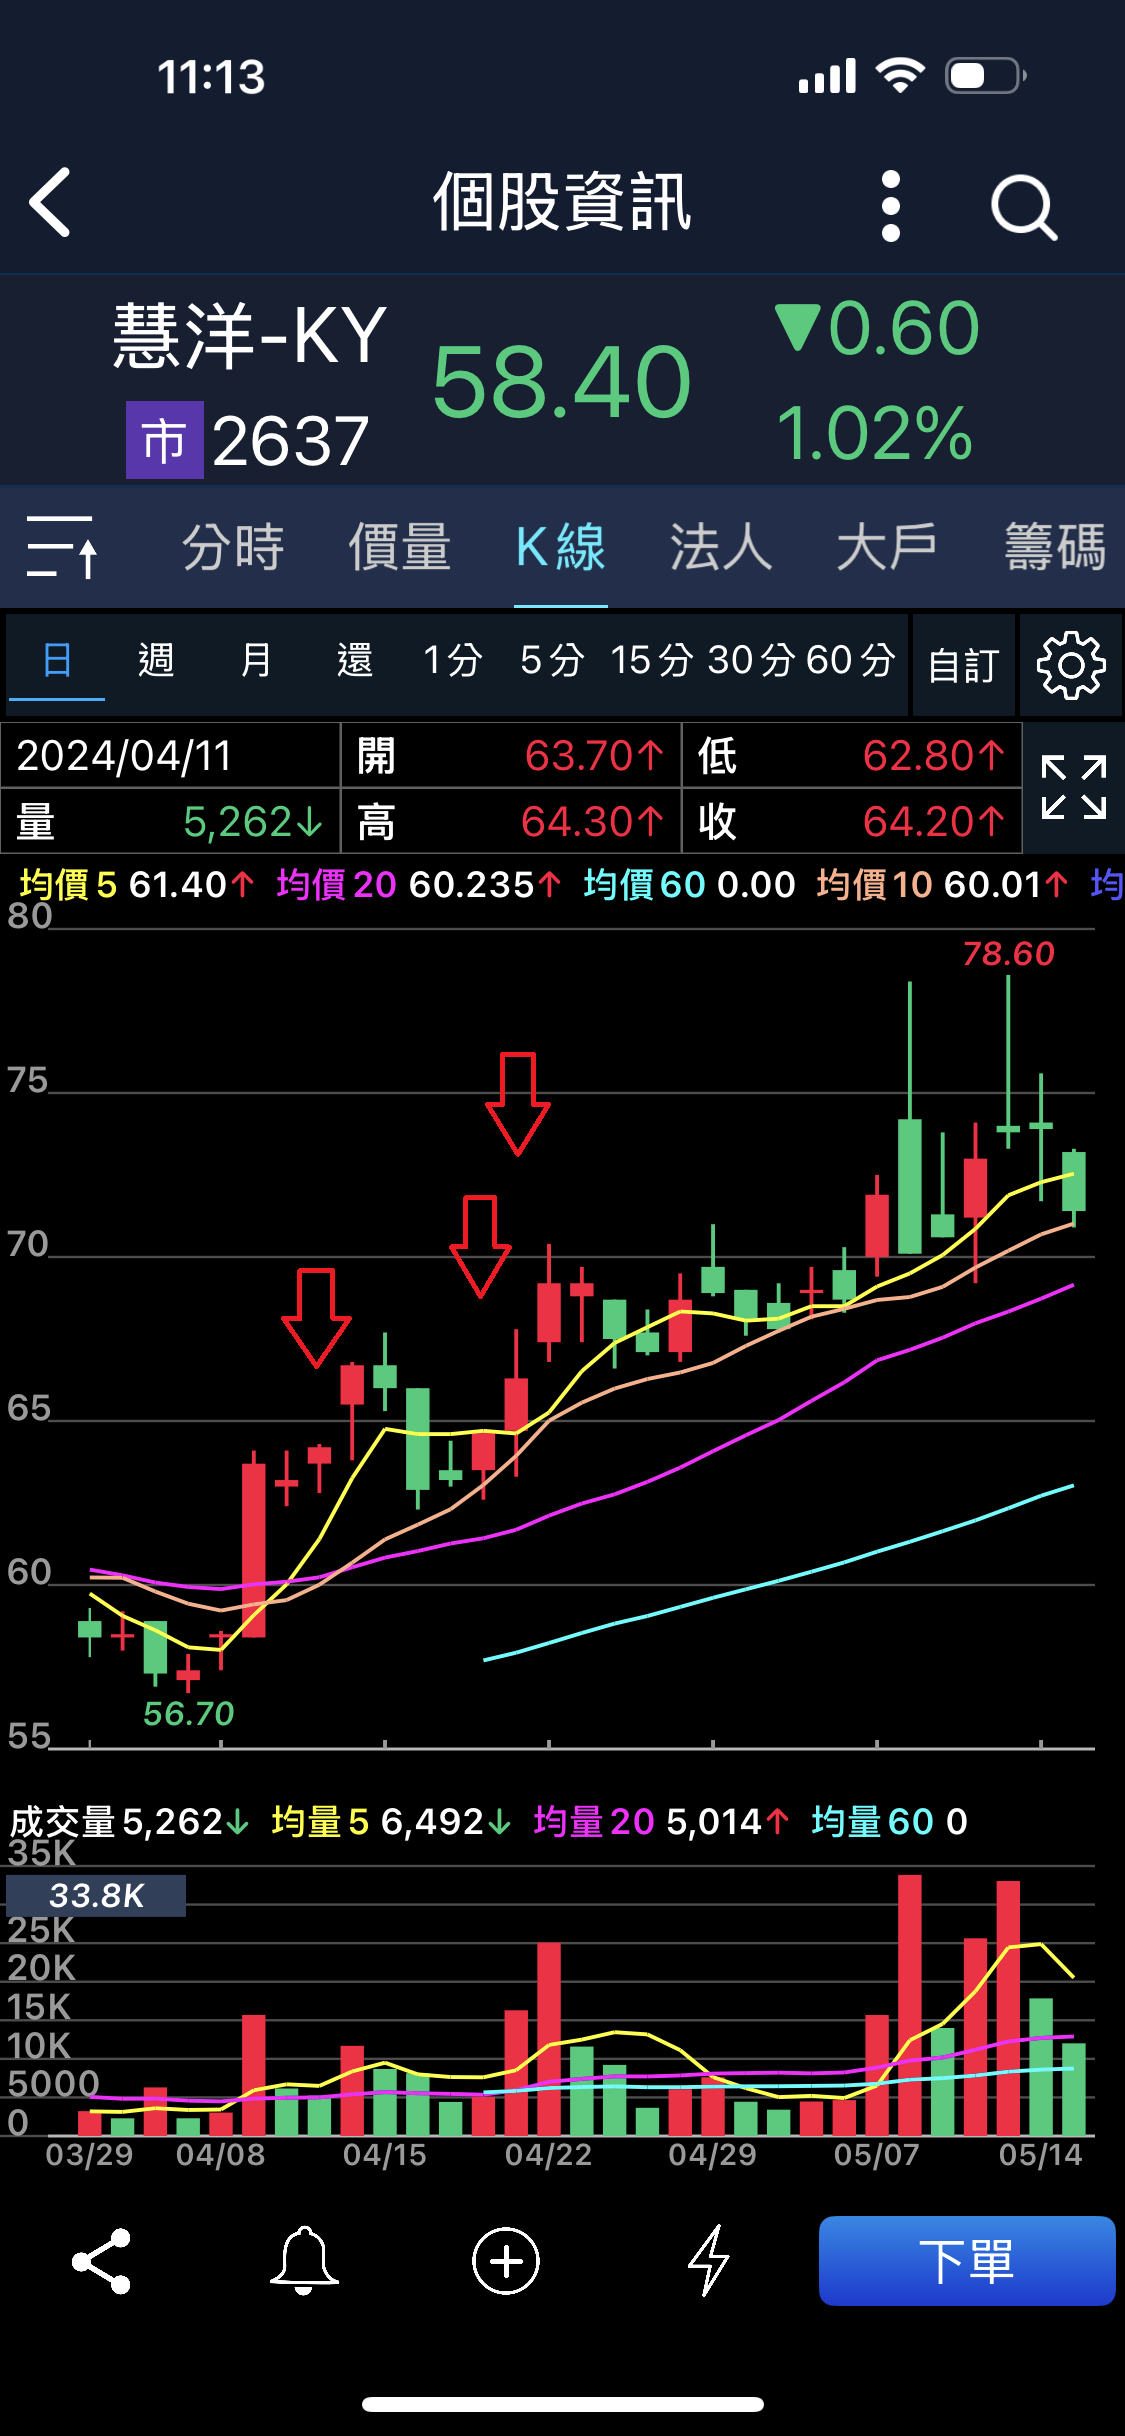 11:13
個股資訊
慧洋-KY 58.40 ▼0.60
市 2637 1.02%
分時 價量 K線 法人 大戶 籌碼
日 週 月 還 1分 5分 15分 30分 60分 自訂
2024/04/11 開 63.70↑ 低 62.80↑
量 5,262↓ 高 64.30↑ 收 64.20↑
均價5 61.40↑ 均價20 60.235↑ 均價60 0.00 均價10 60.01↑ 均
80
78.60
75
70
65
60
56.70
55
成交量5,262↓ 均量5 6,492↓ 均量20 5,014↑ 均量60 0
35K
33.8K
25K
20K
15K
10K
5000
0
03/29 04/08 04/15 04/22 04/29 05/07 05/14
下單